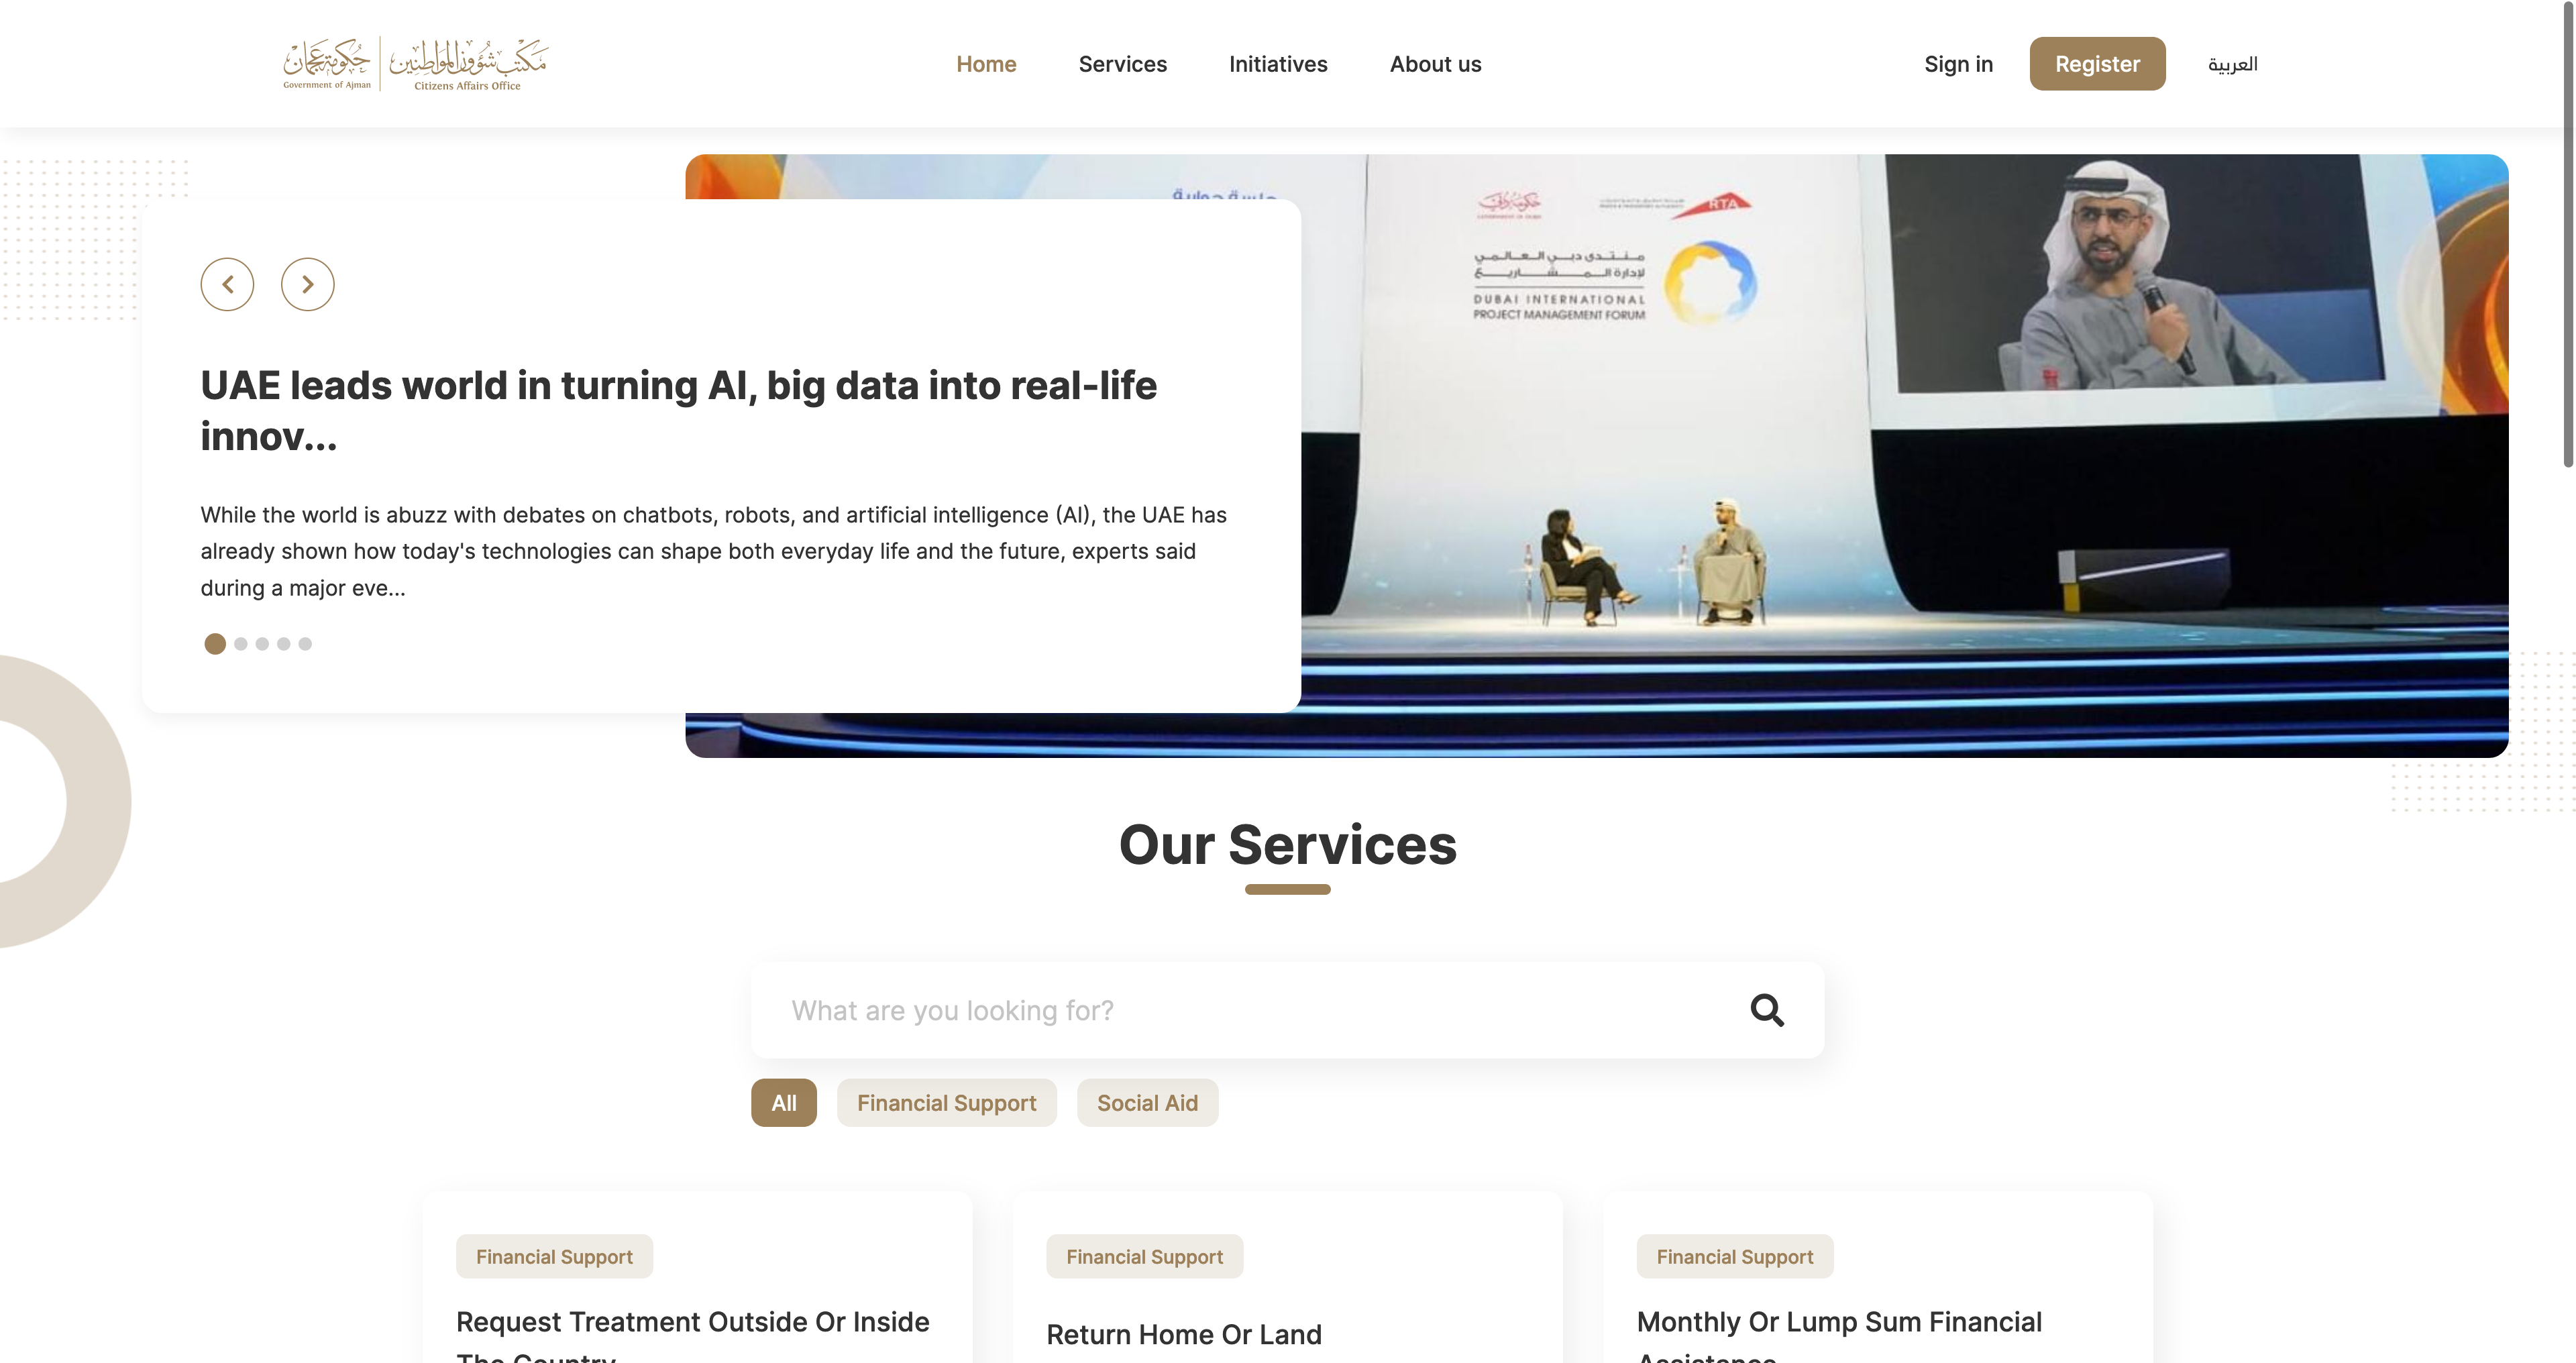 حكومة عجمان
Government of Ajman
مكتب شؤون المواطنين
Citizens Affairs Office
Home
Services
Initiatives
About us
Sign in
Register
العربية
جلسة حوارية
RTA
منتدى دبي العالمي
لإدارة المشاريع
DUBAI INTERNATIONAL
PROJECT MANAGEMENT FORUM
UAE leads world in turning AI, big data into real-life
innov...
While the world is abuzz with debates on chatbots, robots, and artificial intelligence (AI), the UAE has
already shown how today's technologies can shape both everyday life and the future, experts said
during a major eve...
Our Services
What are you looking for?
All
Financial Support
Social Aid
Financial Support
Request Treatment Outside Or Inside
The Country
Financial Support
Return Home Or Land
Financial Support
Monthly Or Lump Sum Financial
Assistance